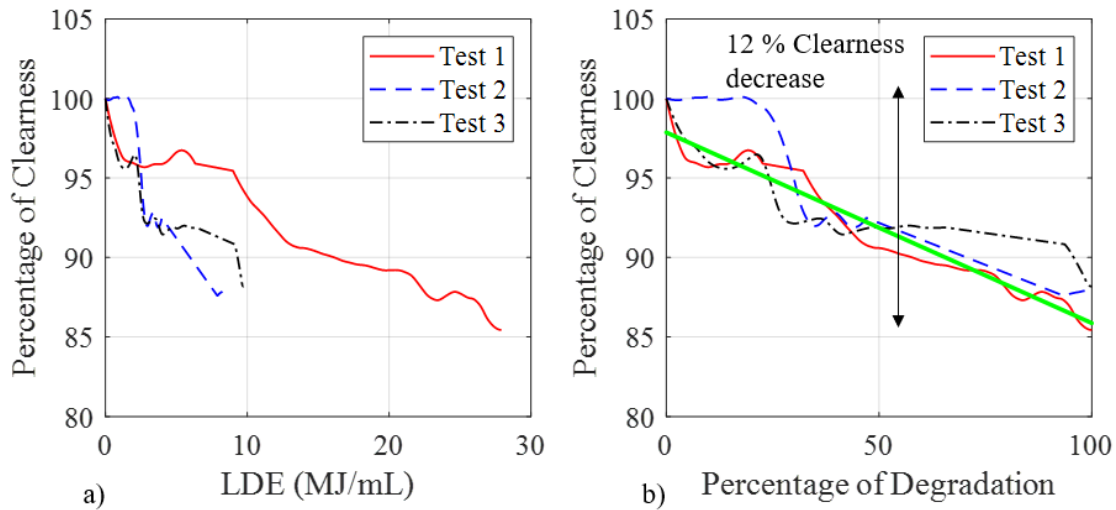 105
100
95
90
85
80
Percentage of Clearness
0
10
20
30
LDE (MJ/mL)
Test 1
Test 2
Test 3
a)
105
100
95
90
85
80
Percentage of Clearness
0
50
100
Percentage of Degradation
12 % Clearness
decrease
Test 1
Test 2
Test 3
b)